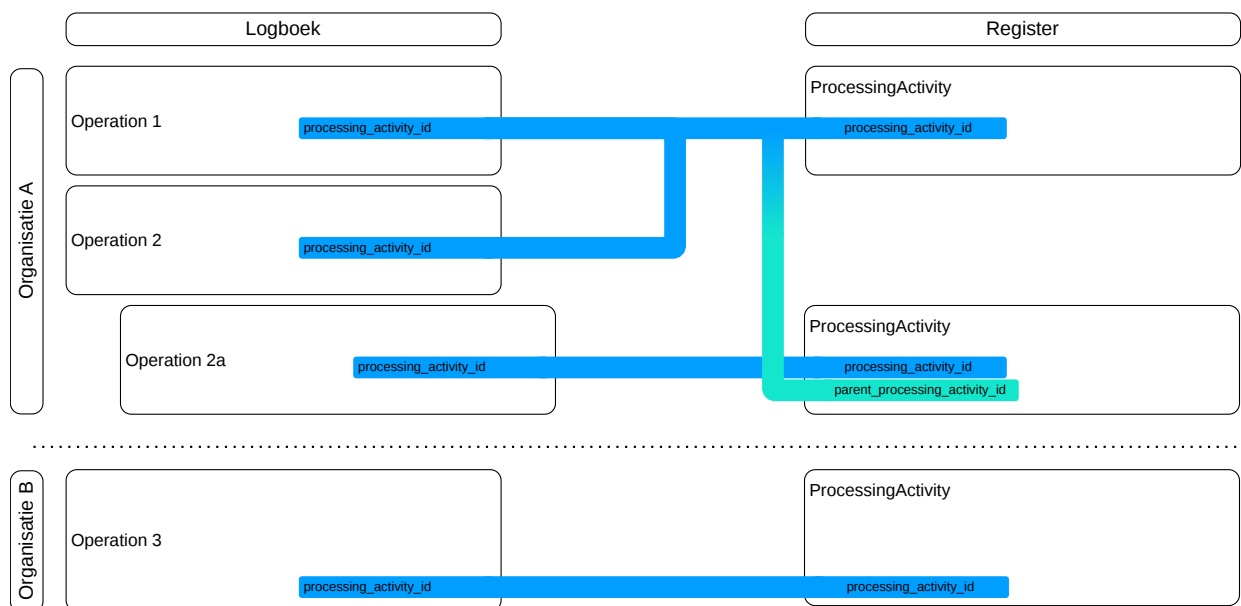 Logboek
Register
Organisatie A
Operation 1
processing_activity_id
ProcessingActivity
processing_activity_id
Operation 2
processing_activity_id
Operation 2a
processing_activity_id
ProcessingActivity
processing_activity_id
parent_processing_activity_id
Organisatie B
Operation 3
processing_activity_id
ProcessingActivity
processing_activity_id